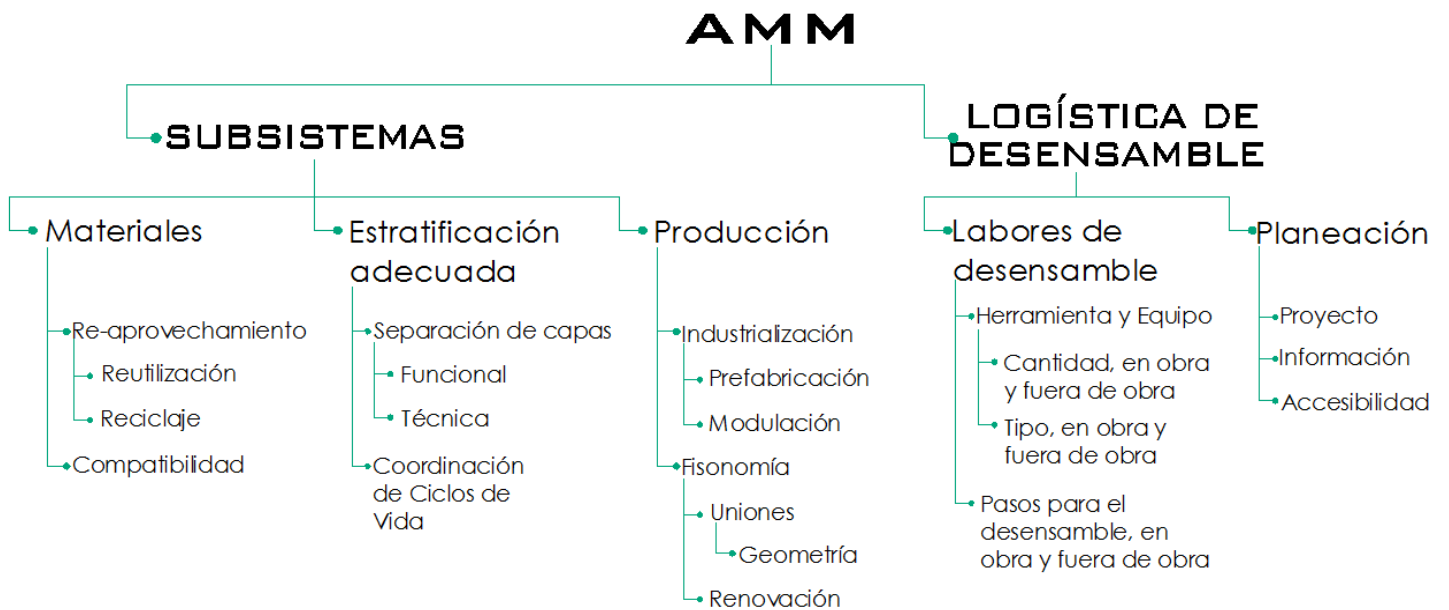 AMM
SUBSISTEMAS
LOGÍSTICA DE
DESENSAMBLE
Materiales
Re-aprovechamiento
Reutilización
Reciclaje
Compatibilidad
Estratificación
adecuada
Separación de capas
Funcional
Técnica
Coordinación
de Ciclos de
Vida
Producción
Industrialización
Prefabricación
Modulación
Fisonomía
Uniones
Geometría
Renovación
Labores de
desensamble
Herramienta y Equipo
Cantidad, en obra
y fuera de obra
Tipo, en obra y
fuera de obra
Pasos para el
desensamble, en
obra y fuera de obra
Planeación
Proyecto
Información
Accesibilidad